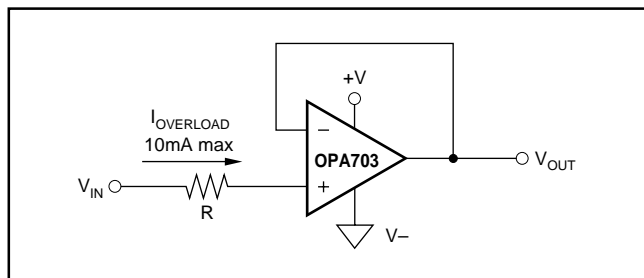 +V
I_OVERLOAD
10mA max
–
OPA703
V_OUT
V_IN
+
R
V–